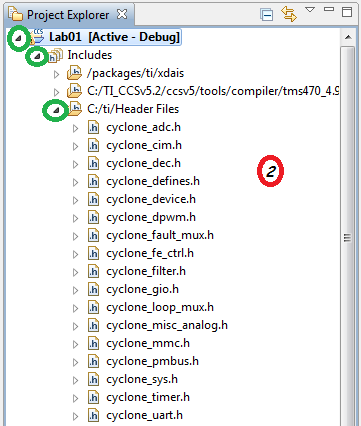 Project Explorer
Lab01 [Active - Debug]
Includes
/packages/ti/xdais
C:/TI_CCSv5.2/ccsv5/tools/compiler/tms470_4.9
C:/ti/Header Files
cyclone_adc.h
cyclone_cim.h
2
cyclone_dec.h
cyclone_defines.h
cyclone_device.h
cyclone_dpwm.h
cyclone_fault_mux.h
cyclone_fe_ctrl.h
cyclone_filter.h
cyclone_gio.h
cyclone_loop_mux.h
cyclone_misc_analog.h
cyclone_mmc.h
cyclone_pmbus.h
cyclone_sys.h
cyclone_timer.h
cyclone_uart.h